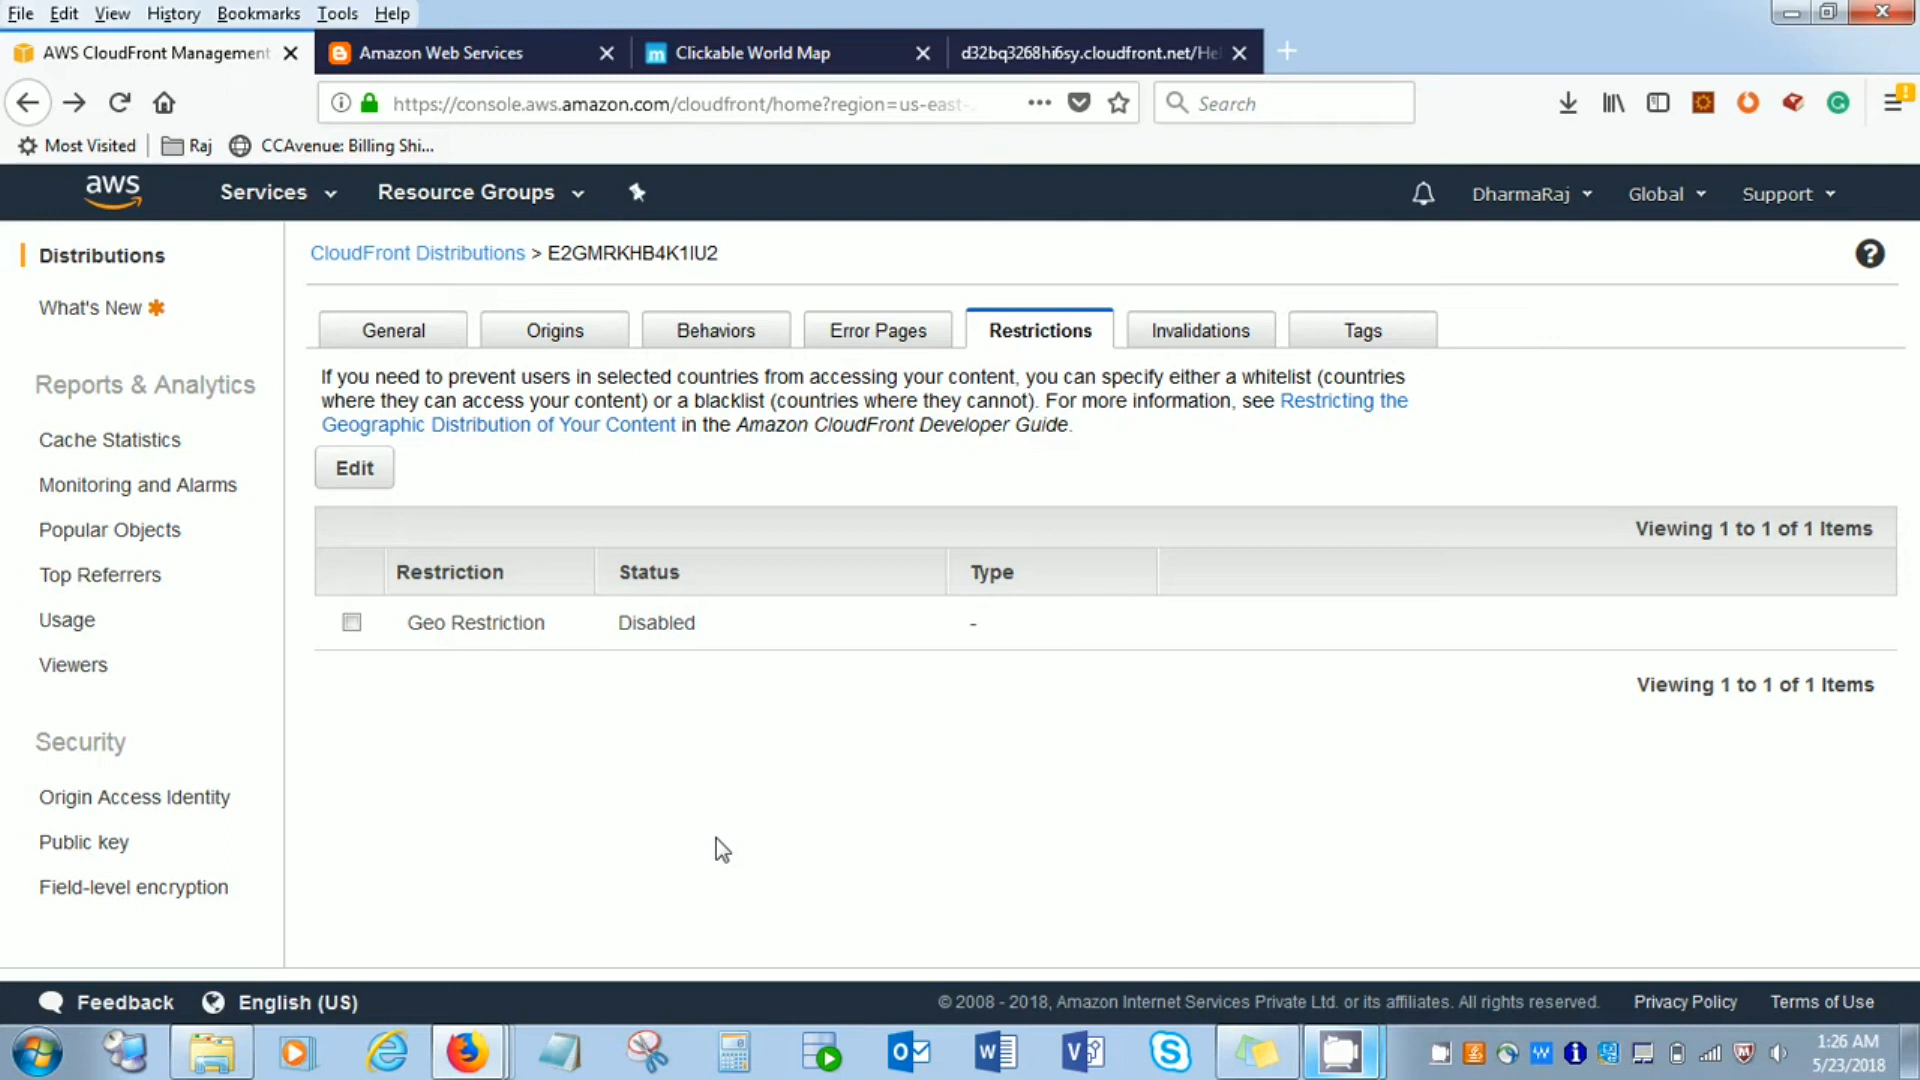 File Edit View History Bookmarks Tools Help
AWS CloudFront Management
Amazon Web Services
Clickable World Map
d32bq3268hi6sy.cloudfront.net/He
https://console.aws.amazon.com/cloudfront/home?region=us-east-
Search
Most Visited
Raj
CCAvenue: Billing Shi...
aws
Services
Resource Groups
DharmaRaj
Global
Support
Distributions
What's New
Reports & Analytics
Cache Statistics
Monitoring and Alarms
Popular Objects
Top Referrers
Usage
Viewers
Security
Origin Access Identity
Public key
Field-level encryption
CloudFront Distributions > E2GMRKHB4K1IU2
General
Origins
Behaviors
Error Pages
Restrictions
Invalidations
Tags
If you need to prevent users in selected countries from accessing your content, you can specify either a whitelist (countries
where they can access your content) or a blacklist (countries where they cannot). For more information, see Restricting the
Geographic Distribution of Your Content in the Amazon CloudFront Developer Guide.
Edit
Viewing 1 to 1 of 1 Items
Restriction Status Type
Geo Restriction Disabled -
Viewing 1 to 1 of 1 Items
Feedback
English (US)
© 2008 - 2018, Amazon Internet Services Private Ltd. or its affiliates. All rights reserved.
Privacy Policy
Terms of Use
1:26 AM
5/23/2018